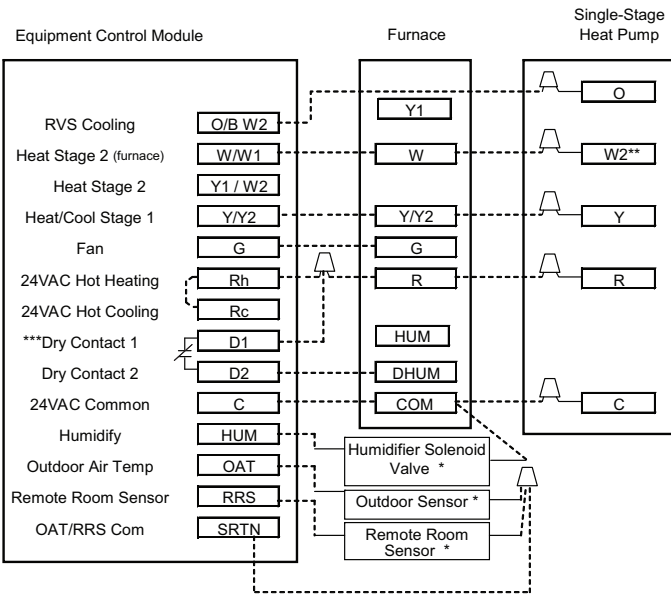 Equipment Control Module
Furnace
Single-Stage
Heat Pump
RVS Cooling
O/B W2
Y1
O
Heat Stage 2 (furnace)
W/W1
W
W2**
Heat Stage 2
Y1 / W2
Heat/Cool Stage 1
Y/Y2
Y/Y2
Y
Fan
G
G
24VAC Hot Heating
Rh
R
R
24VAC Hot Cooling
Rc
***Dry Contact 1
D1
HUM
Dry Contact 2
D2
DHUM
24VAC Common
C
COM
C
Humidify
HUM
Humidifier Solenoid
Valve *
Outdoor Air Temp
OAT
Outdoor Sensor *
Remote Room Sensor
RRS
Remote Room
Sensor *
OAT/RRS Com
SRTN